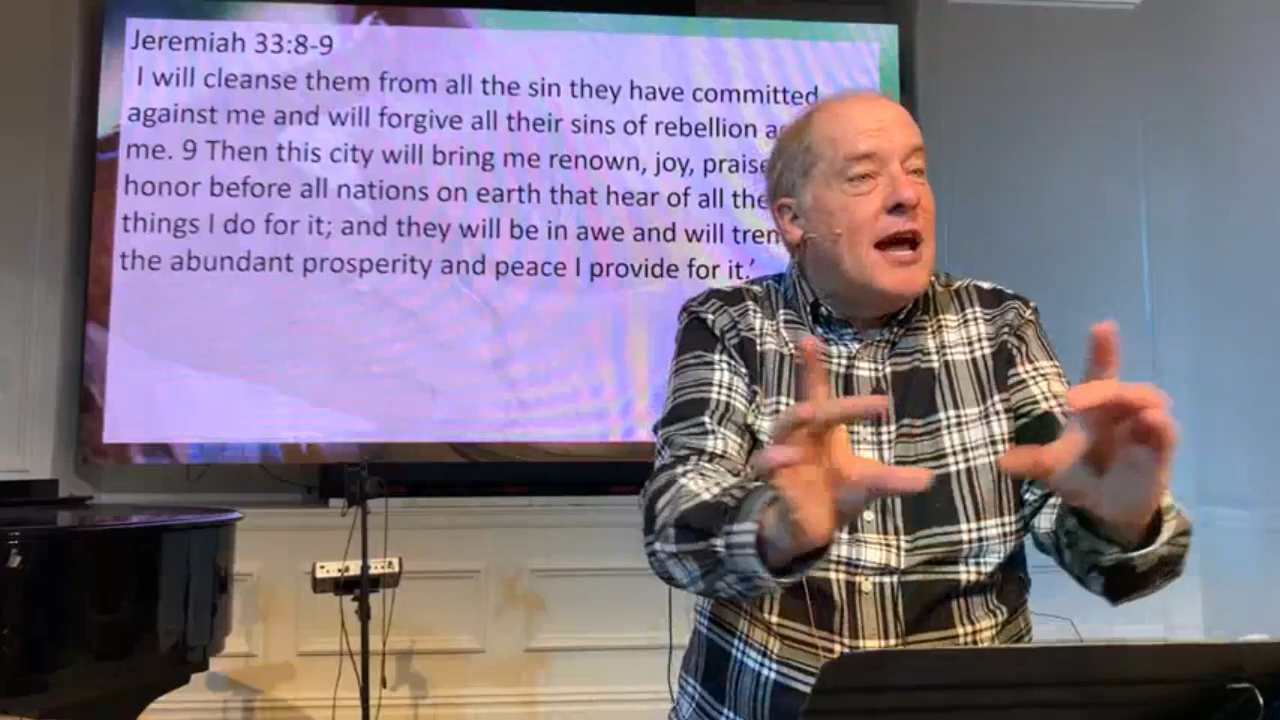 Jeremiah 33:8-9
I will cleanse them from all the sin they have committed
against me and will forgive all their sins of rebellion
me. 9 Then this city will bring me renown, joy, praise
honor before all nations on earth that hear of all the
things I do for it; and they will be in awe and will
the abundant prosperity and peace I provide for it.’